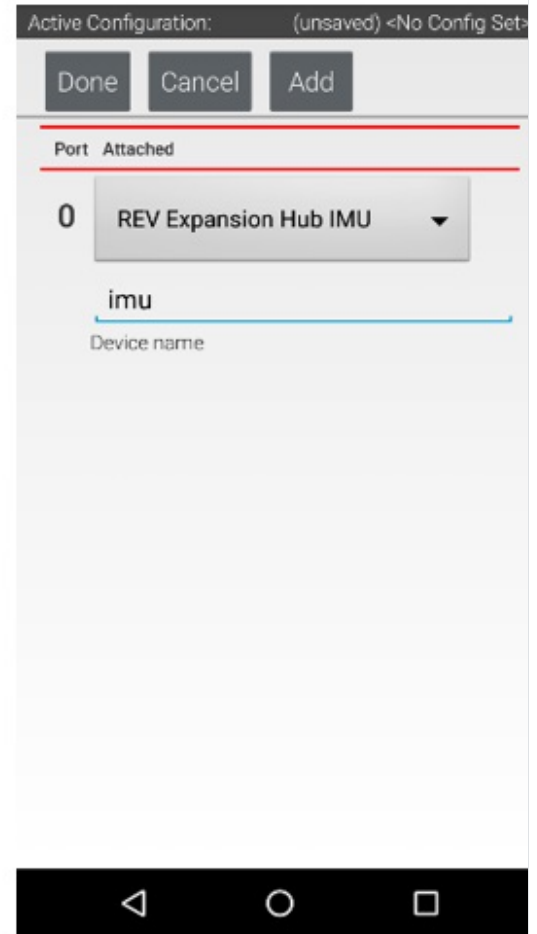 Active Configuration: (unsaved) <No Config Set>
Done Cancel Add
Port Attached
0 REV Expansion Hub IMU
imu
Device name